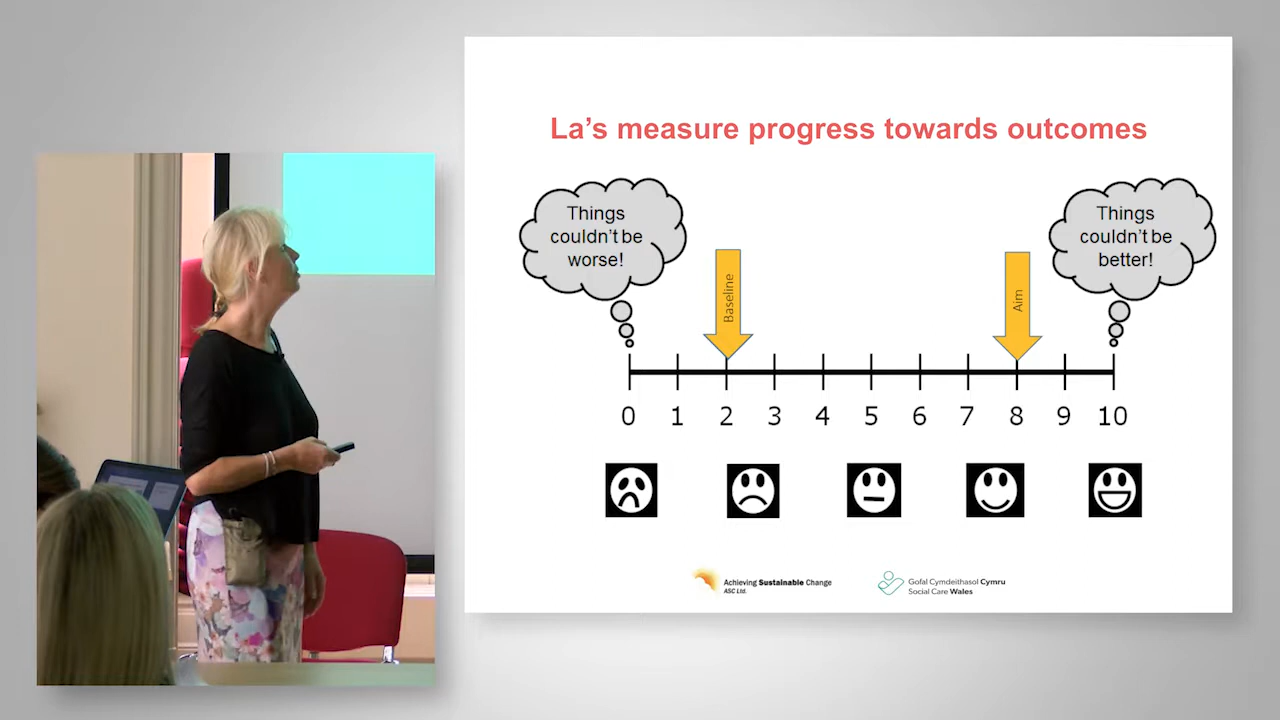 La’s measure progress towards outcomes
Things
couldn’t be
worse!
Things
couldn’t be
better!
Baseline
Aim
0 1 2 3 4 5 6 7 8 9 10
Achieving Sustainable Change
ASC Ltd.
Gofal Cymdeithasol Cymru
Social Care Wales